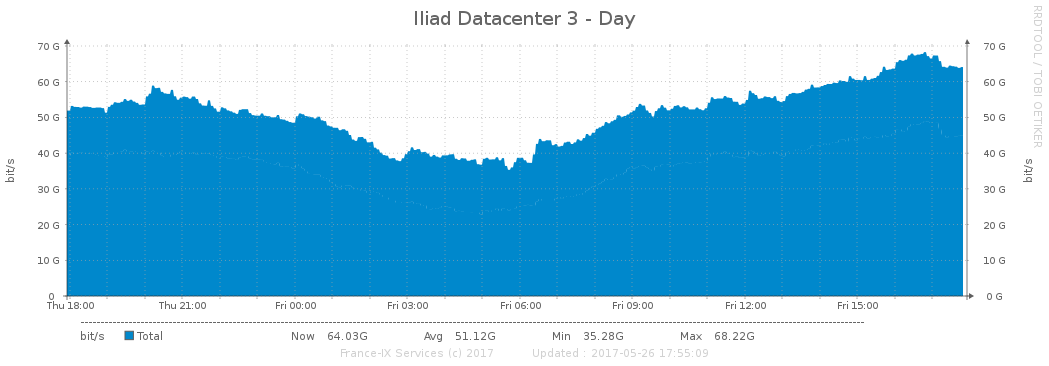 Iliad Datacenter 3 - Day
RRDTOOL / TOBI OETIKER
70 G 70 G
60 G 60 G
50 G 50 G
40 G 40 G
30 G 30 G
20 G 20 G
10 G 10 G
0 0 G
bit/s bit/s
Thu 18:00 Thu 21:00 Fri 00:00 Fri 03:00 Fri 06:00 Fri 09:00 Fri 12:00 Fri 15:00
bit/s Total Now 64.03G Avg 51.12G Min 35.28G Max 68.22G
France-IX Services (c) 2017 Updated : 2017-05-26 17:55:09